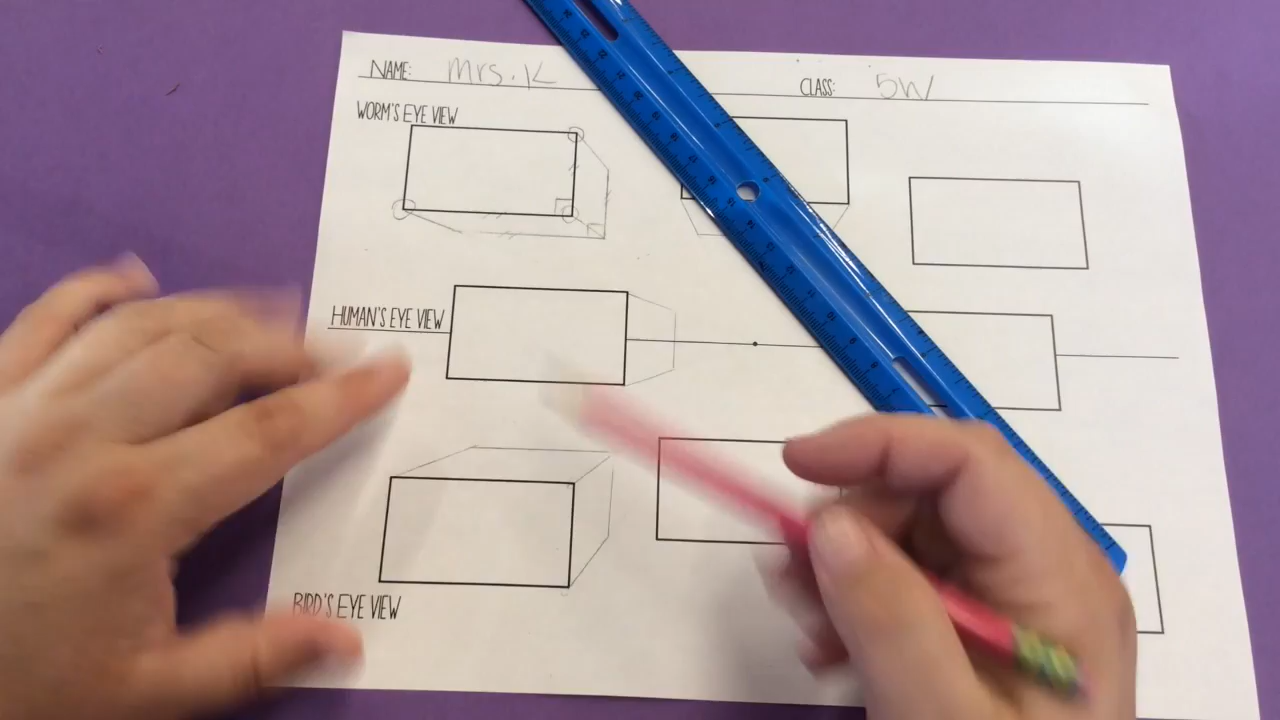 NAME: Mrs. K CLASS: 5W
WORM'S EYE VIEW
HUMAN'S EYE VIEW
BIRD'S EYE VIEW